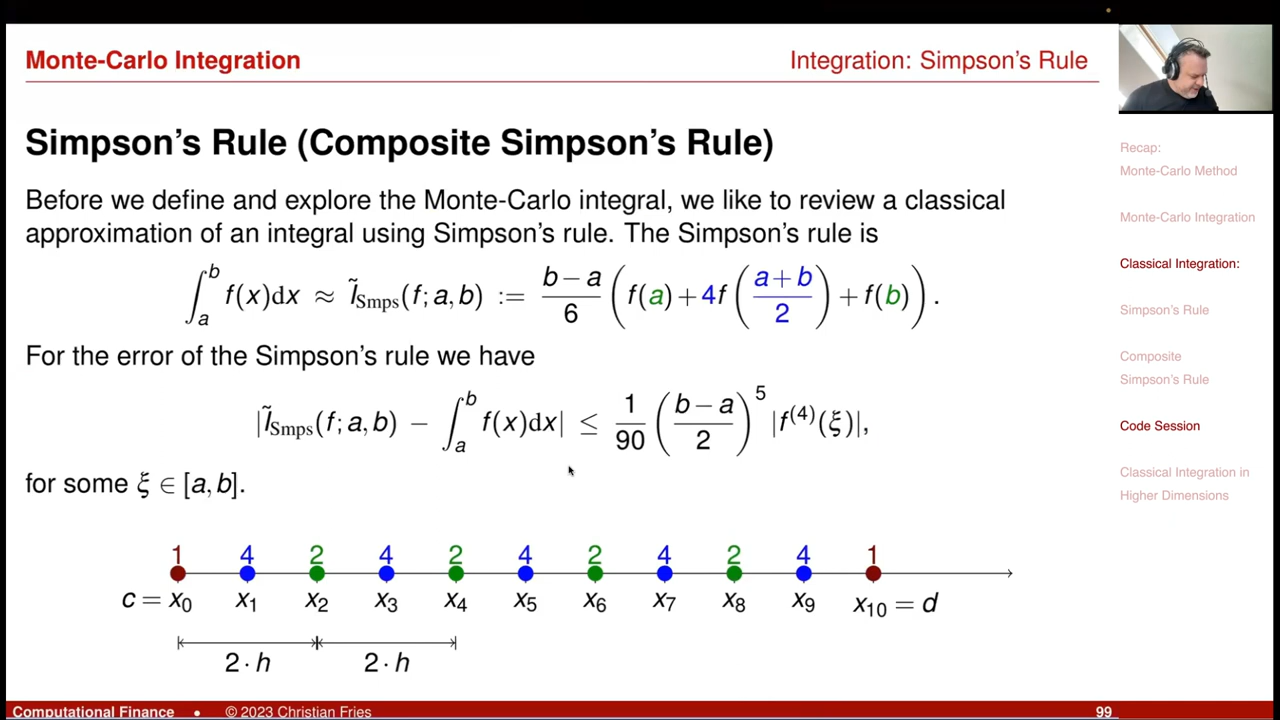 Monte-Carlo Integration
Integration: Simpson's Rule
Simpson's Rule (Composite Simpson's Rule)
Before we define and explore the Monte-Carlo integral, we like to review a classical
approximation of an integral using Simpson's rule. The Simpson's rule is
∫_a^b f(x)dx ≈ Ĩ_Smps(f;a,b) := (b−a)/6 ( f(a)+4f((a+b)/2)+f(b) ).
For the error of the Simpson's rule we have
|Ĩ_Smps(f;a,b) − ∫_a^b f(x)dx| ≤ 1/90 ((b−a)/2)^5 |f^(4)(ξ)|,
for some ξ ∈ [a,b].
1 4 2 4 2 4 2 4 2 4 1
c = x₀ x₁ x₂ x₃ x₄ x₅ x₆ x₇ x₈ x₉ x₁₀ = d
2·h 2·h
Computational Finance • © 2023 Christian Fries 99
Recap:
Monte-Carlo Method
Monte-Carlo Integration
Classical Integration:
Simpson's Rule
Composite
Simpson's Rule
Code Session
Classical Integration in
Higher Dimensions